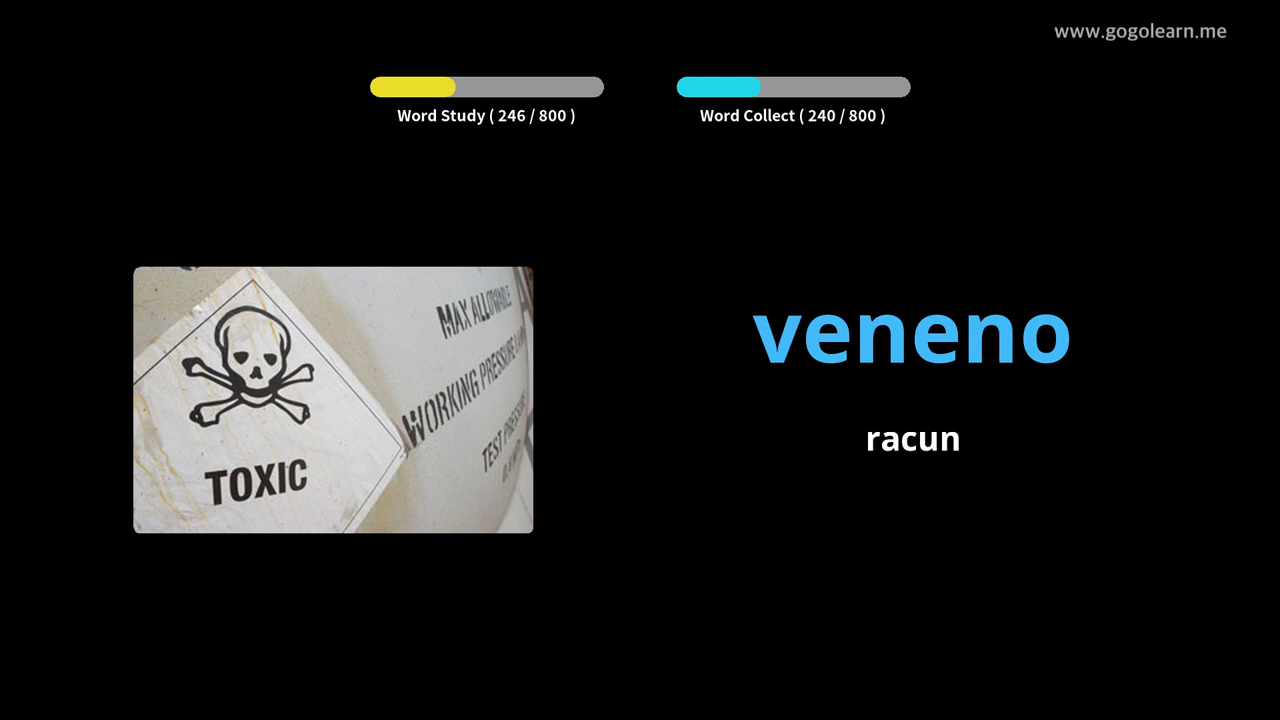 www.gogolearn.me
Word Study ( 246 / 800 )
Word Collect ( 240 / 800 )
MAX ALLOWABLE
WORKING PRESSURE
TEST PRESSURE
TOXIC
veneno
racun